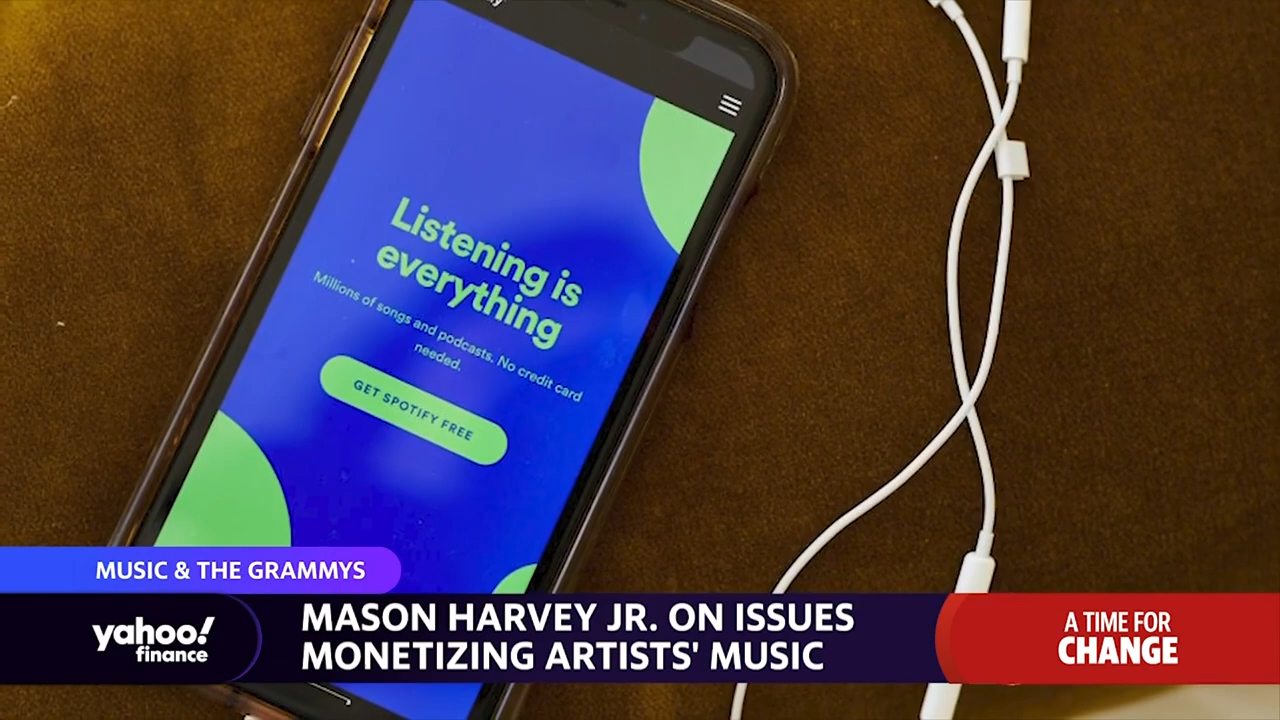 Listening is
everything
Millions of songs and podcasts. No credit card
needed.
GET SPOTIFY FREE
MUSIC & THE GRAMMYS
yahoo!
finance
MASON HARVEY JR. ON ISSUES
MONETIZING ARTISTS' MUSIC
A TIME FOR
CHANGE